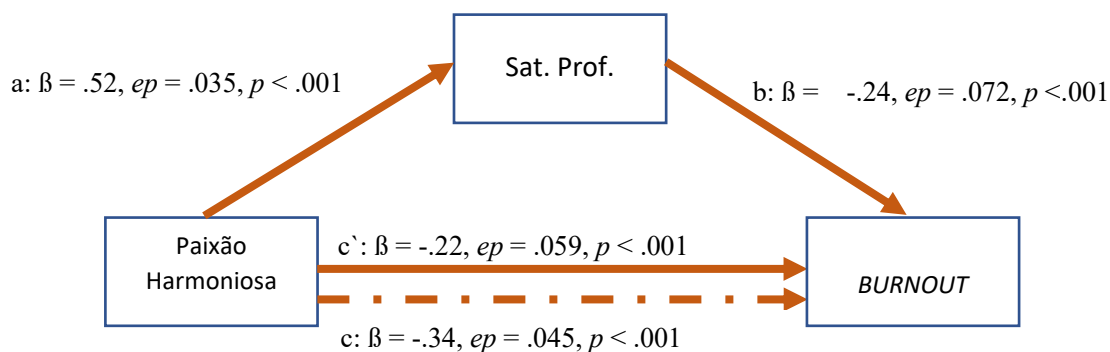 Sat. Prof.
a: ß = .52, ep = .035, p < .001
b: ß = -.24, ep = .072, p <.001
Paixão
Harmoniosa
c`: ß = -.22, ep = .059, p < .001
BURNOUT
c: ß = -.34, ep = .045, p < .001